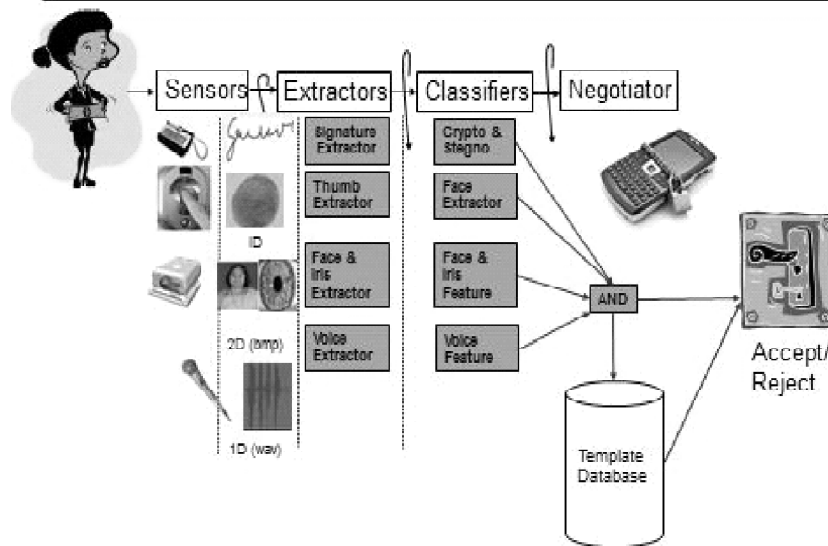 Sensors
Extractors
Classifiers
Negotiator
Signature
Extractor
Crypto &
Stegno
Thumb
Extractor
Face
Extractor
ID
Face &
Iris
Extractor
Face &
Iris
Feature
AND
2D (bmp)
Voice
Extractor
Voice
Feature
Accept/
Reject
1D (wav)
Template
Database